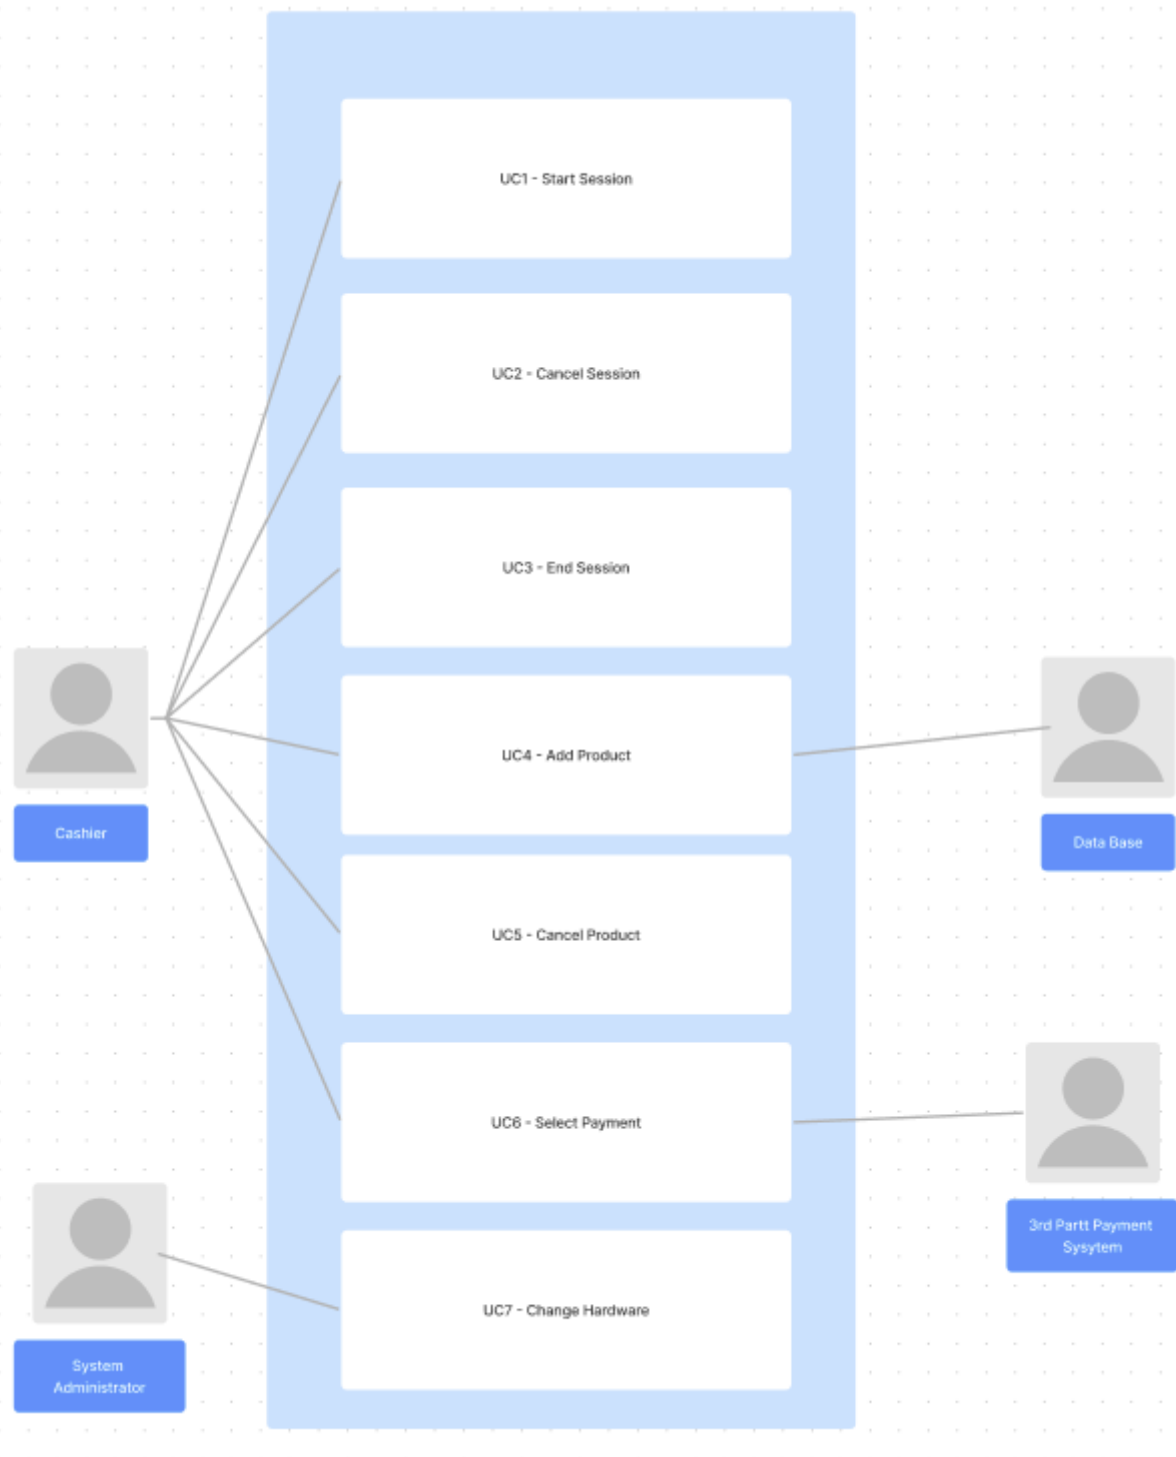 UC1 - Start Session
UC2 - Cancel Session
UC3 - End Session
UC4 - Add Product
Cashier
Data Base
UC5 - Cancel Product
UC6 - Select Payment
3rd Partt Payment
Sysytem
UC7 - Change Hardware
System
Administrator